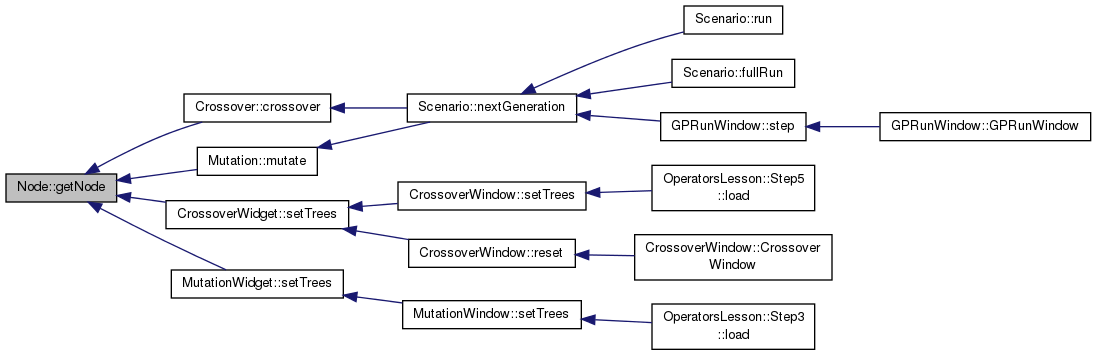 Scenario::run
Scenario::fullRun
Crossover::crossover
Scenario::nextGeneration
GPRunWindow::step
GPRunWindow::GPRunWindow
Mutation::mutate
Node::getNode
OperatorsLesson::Step5
::load
CrossoverWindow::setTrees
CrossoverWidget::setTrees
CrossoverWindow::reset
CrossoverWindow::Crossover
Window
MutationWidget::setTrees
MutationWindow::setTrees
OperatorsLesson::Step3
::load